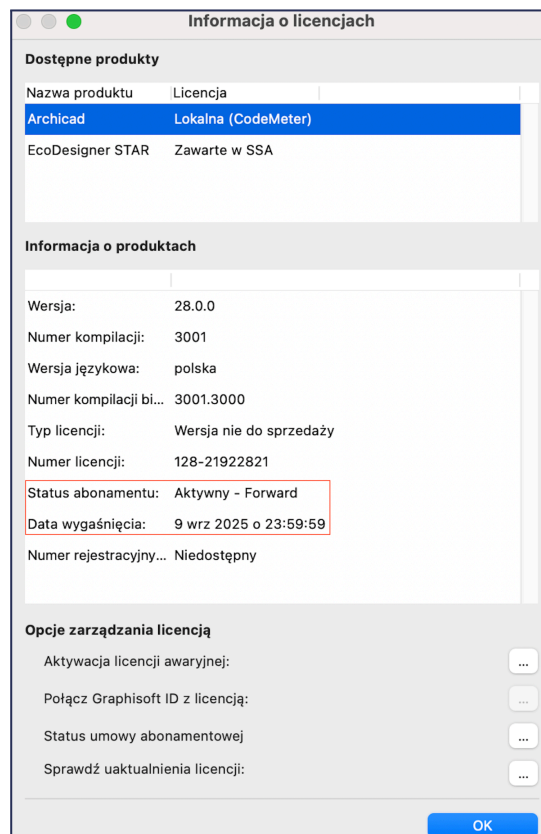 Informacja o licencjach
Dostępne produkty
Nazwa produktu Licencja
Archicad Lokalna (CodeMeter)
EcoDesigner STAR Zawarte w SSA
Informacja o produktach
Wersja: 28.0.0
Numer kompilacji: 3001
Wersja językowa: polska
Numer kompilacji bi... 3001.3000
Typ licencji: Wersja nie do sprzedaży
Numer licencji: 128-21922821
Status abonamentu: Aktywny - Forward
Data wygaśnięcia: 9 wrz 2025 o 23:59:59
Numer rejestracyjny... Niedostępny
Opcje zarządzania licencją
Aktywacja licencji awaryjnej: ...
Połącz Graphisoft ID z licencją: ...
Status umowy abonamentowej ...
Sprawdź uaktualnienia licencji: ...
OK